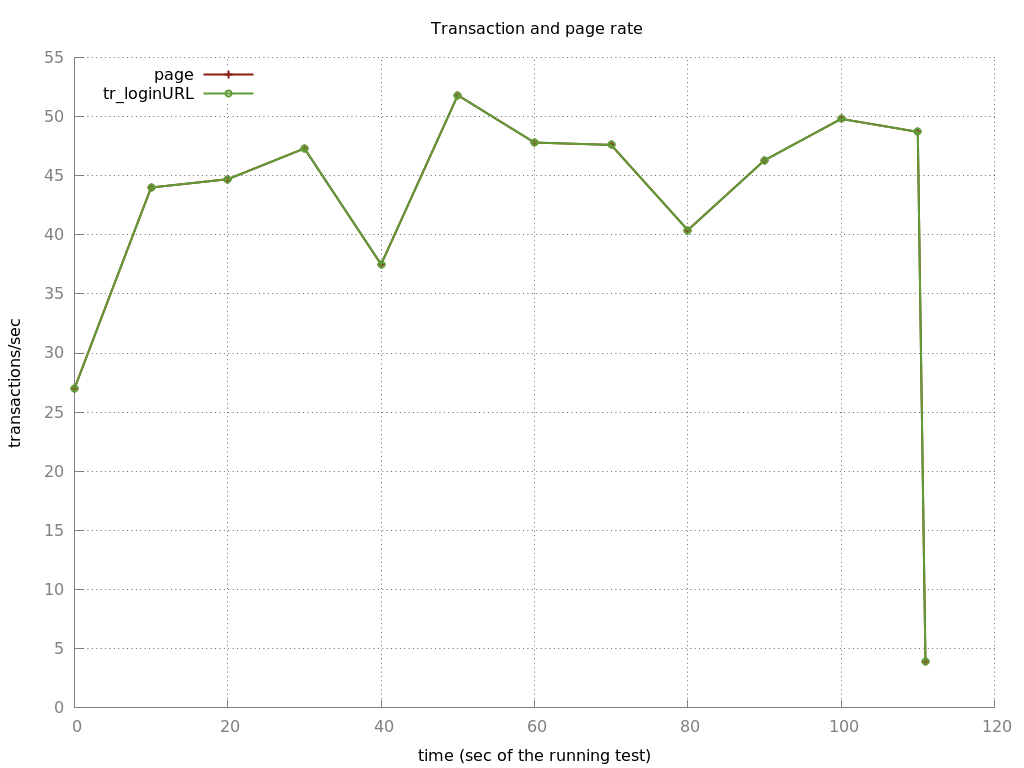 Transaction and page rate
page
tr_loginURL
55
50
45
40
35
30
25
20
15
10
5
0
transactions/sec
0 20 40 60 80 100 120
time (sec of the running test)